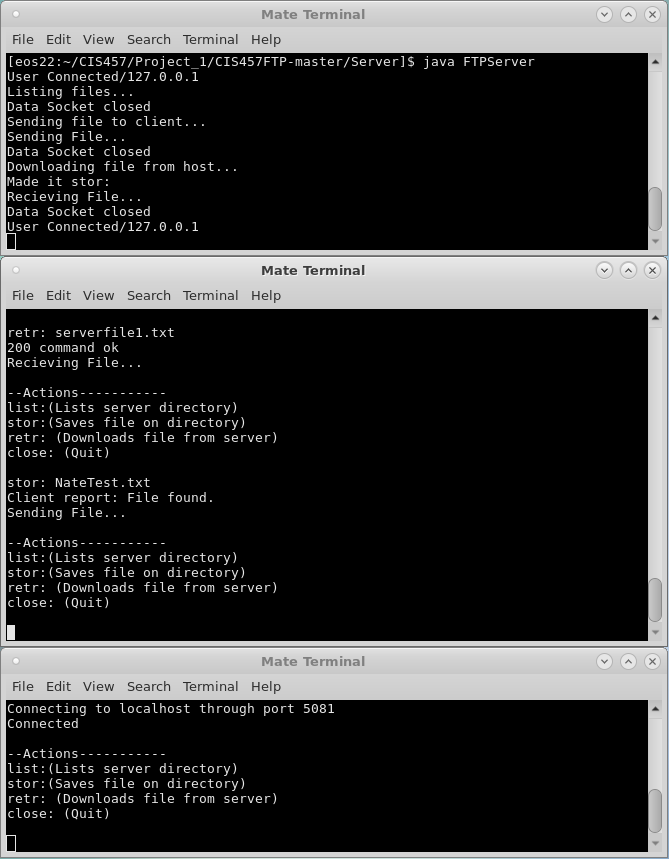 Mate Terminal
File Edit View Search Terminal Help
[eos22:~/CIS457/Project_1/CIS457FTP-master/Server]$ java FTPServer
User Connected/127.0.0.1
Listing files...
Data Socket closed
Sending file to client...
Sending File...
Data Socket closed
Downloading file from host...
Made it stor:
Recieving File...
Data Socket closed
User Connected/127.0.0.1
Mate Terminal
File Edit View Search Terminal Help
retr: serverfile1.txt
200 command ok
Recieving File...
--Actions-----------
list:(Lists server directory)
stor:(Saves file on directory)
retr: (Downloads file from server)
close: (Quit)
stor: NateTest.txt
Client report: File found.
Sending File...
--Actions-----------
list:(Lists server directory)
stor:(Saves file on directory)
retr: (Downloads file from server)
close: (Quit)
Mate Terminal
File Edit View Search Terminal Help
Connecting to localhost through port 5081
Connected
--Actions-----------
list:(Lists server directory)
stor:(Saves file on directory)
retr: (Downloads file from server)
close: (Quit)